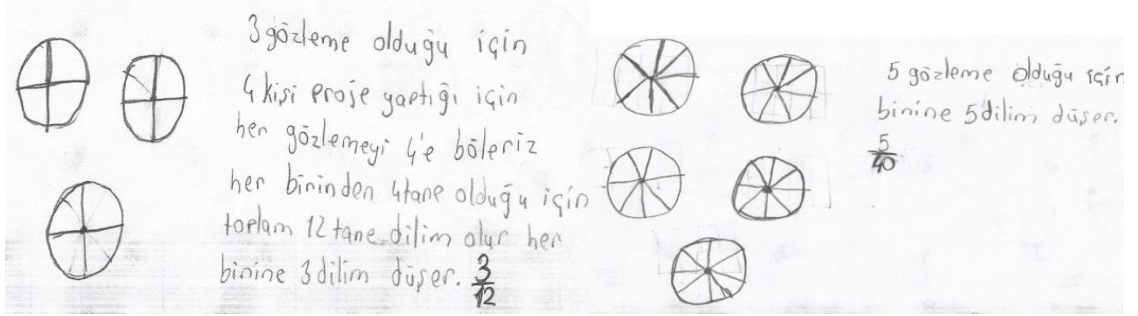 3 gözleme olduğu için
4 kişi proje yaptığı için
her gözlemeyi 4'e böleriz
her birinden 4 tane olduğu için
toplam 12 tane dilim olur her
birine 3 dilim düşer. 3/12
5 gözleme olduğu için
birine 5 dilim düşer.
5/40